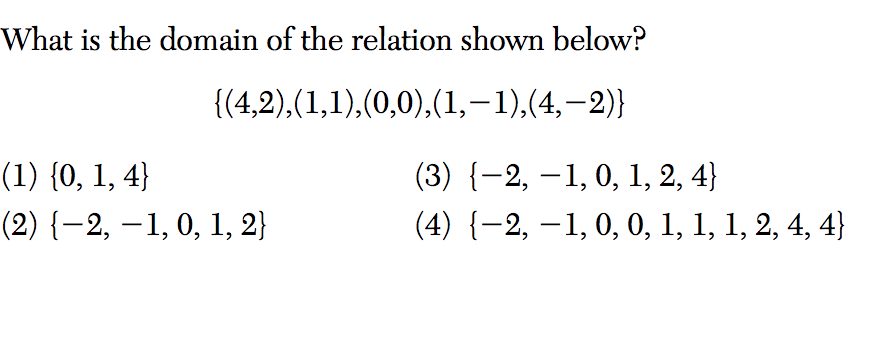 What is the domain of the relation shown below?
{(4,2),(1,1),(0,0),(1,−1),(4,−2)}
(1) {0, 1, 4}
(3) {−2, −1, 0, 1, 2, 4}
(2) {−2, −1, 0, 1, 2}
(4) {−2, −1, 0, 0, 1, 1, 1, 2, 4, 4}